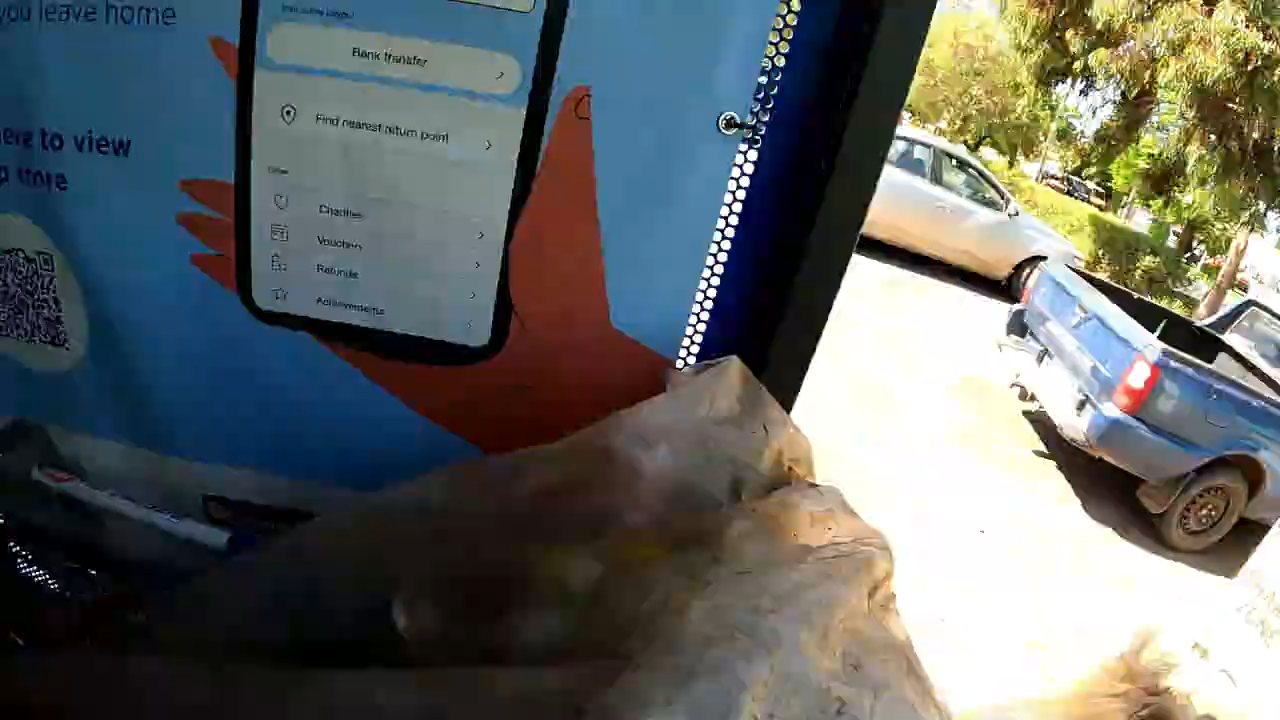 you leave home
Bank transfer
Find nearest return point
here to view
p store
Charities
Vouchers
Refunds
Achievements